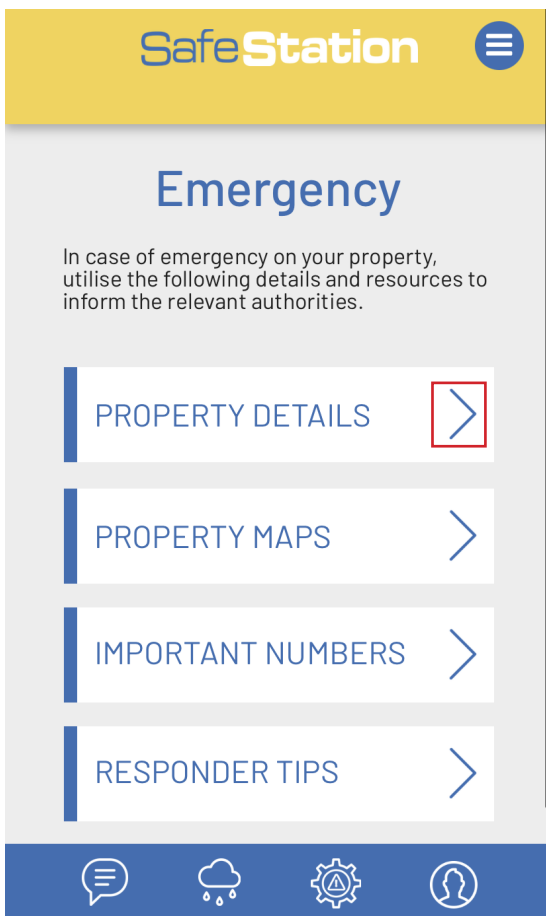 SafeStation
Emergency
In case of emergency on your property,
utilise the following details and resources to
inform the relevant authorities.
PROPERTY DETAILS
PROPERTY MAPS
IMPORTANT NUMBERS
RESPONDER TIPS